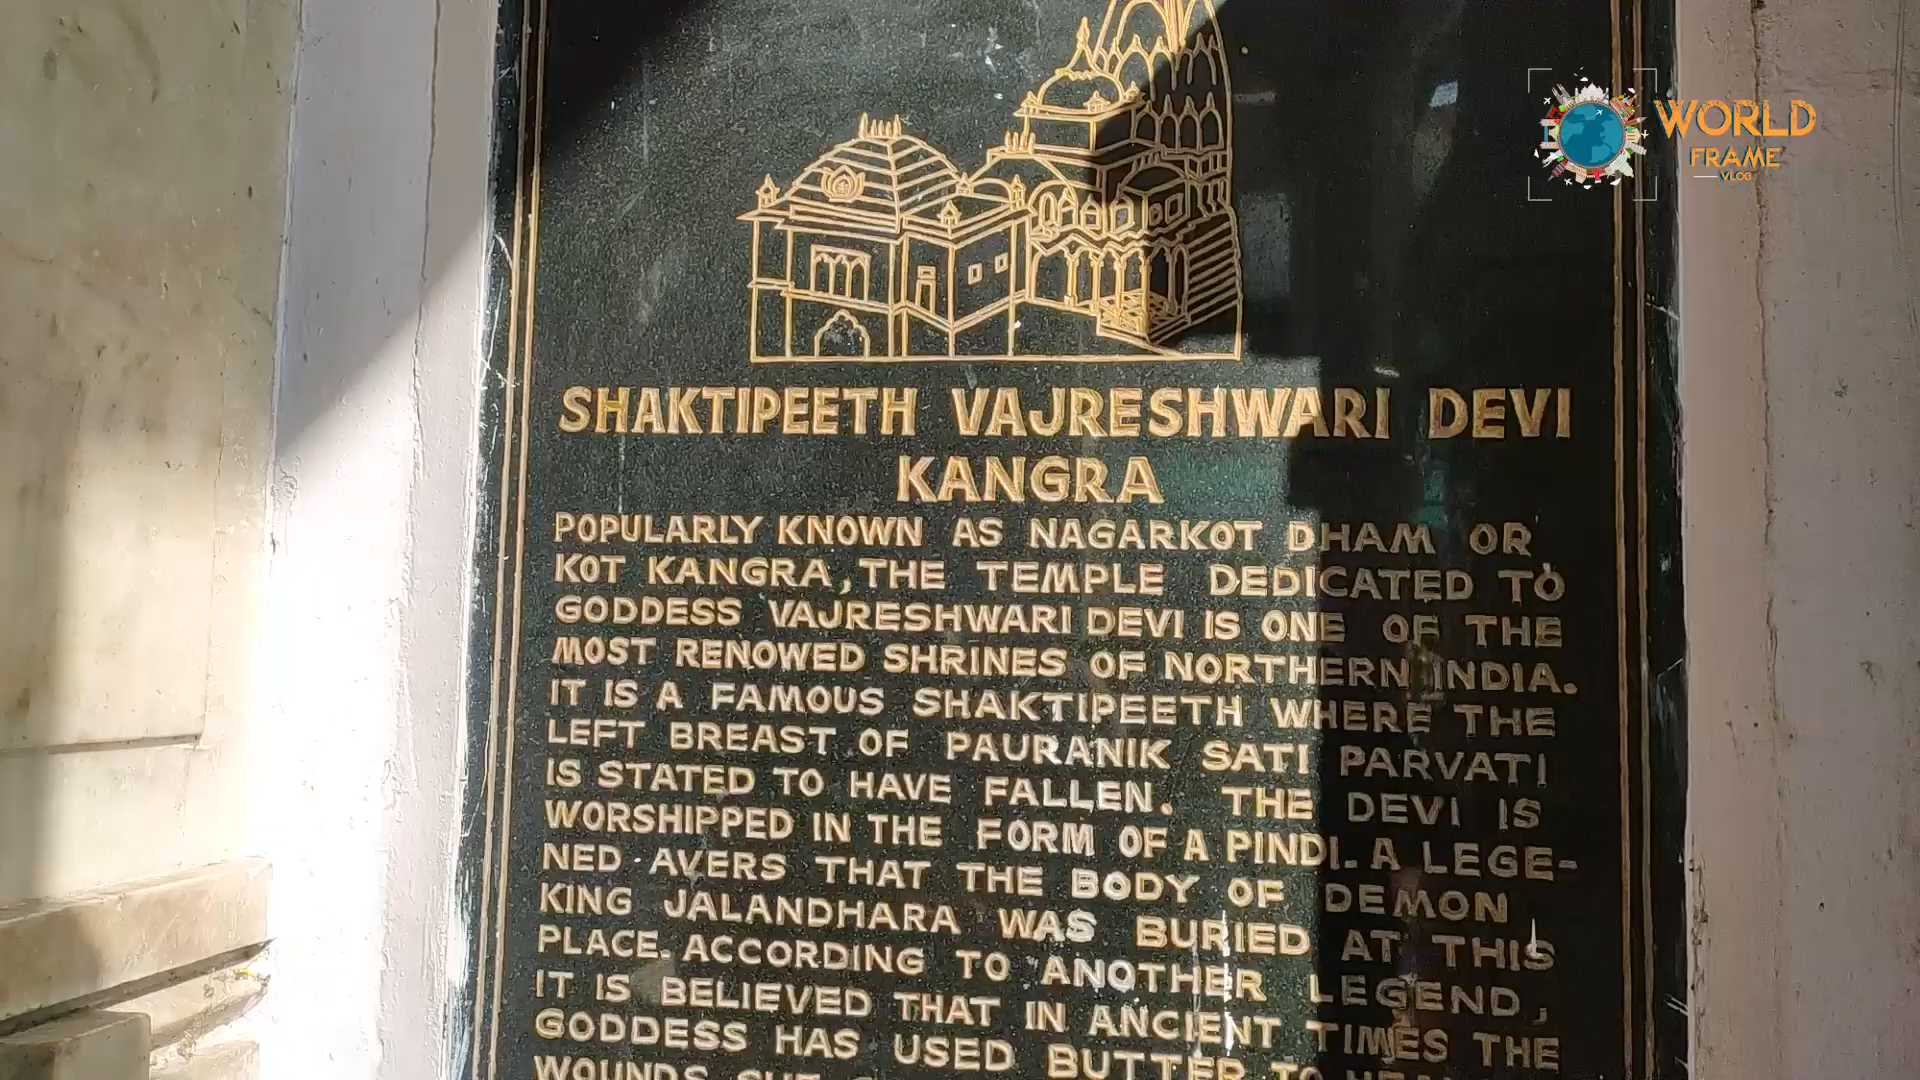 WORLD
FRAME
VLOG
SHAKTIPEETH VAJRESHWARI DEVI
KANGRA
POPULARLY KNOWN AS NAGARKOT DHAM OR
KOT KANGRA, THE TEMPLE DEDICATED TO
GODDESS VAJRESHWARI DEVI IS ONE OF THE
MOST RENOWED SHRINES OF NORTHERN INDIA.
IT IS A FAMOUS SHAKTIPEETH WHERE THE
LEFT BREAST OF PAURANIK SATI PARVATI
IS STATED TO HAVE FALLEN. THE DEVI IS
WORSHIPPED IN THE FORM OF A PINDI. A LEGE-
NED AVERS THAT THE BODY OF DEMON
KING JALANDHARA WAS BURIED AT THIS
PLACE. ACCORDING TO ANOTHER LEGEND,
IT IS BELIEVED THAT IN ANCIENT TIMES THE
GODDESS HAS USED BUTTER TO
WOUNDS